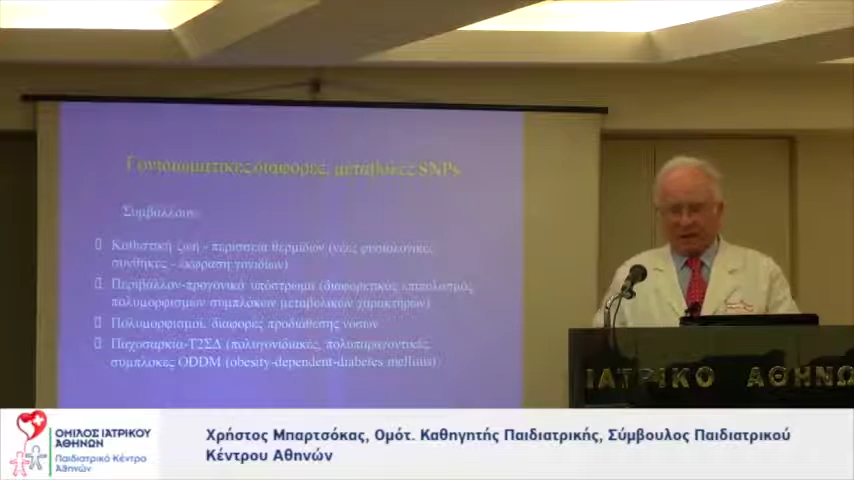 Γονιδιωματικές διαφορές, μεταβολές SNPs
Συμβάλλουν:
Καθιστική ζωή - περίσσεια θερμίδων (νέες φυσιολογικές
συνθήκες - έκφραση γονιδίων)
Περιβάλλον-προγονικό υπόστρωμα (διαφορετικός επιπολασμός
πολυμορφισμών σύμπλοκων μεταβολικών χαρακτήρων)
Πολυμορφισμοί, διαφορές προδιάθεσης νόσων
Παχυσαρκία-Τ2ΣΔ (πολυγονιδιακές, πολυπαραγοντικές,
σύμπλοκες ODDM (obesity-dependent-diabetes mellitus)
ΙΑΤΡΙΚΟ ΑΘΗΝΩ
ΟΜΙΛΟΣ ΙΑΤΡΙΚΟΥ
ΑΘΗΝΩΝ
Παιδιατρικό Κέντρο
Αθηνών
Χρήστος Μπαρτσόκας, Ομότ. Καθηγητής Παιδιατρικής, Σύμβουλος Παιδιατρικού
Κέντρου Αθηνών